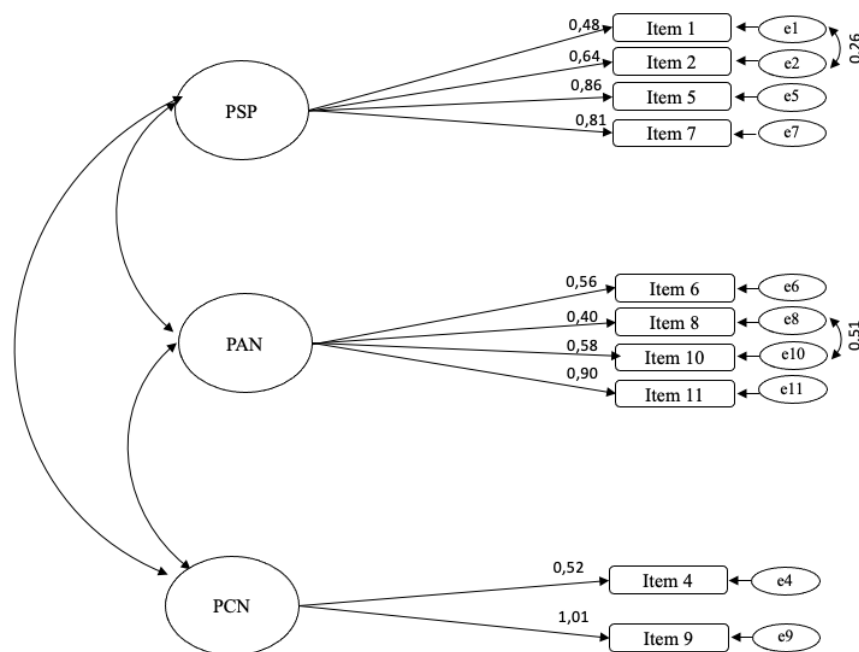 0,48
Item 1
e1
0,26
0,64
Item 2
e2
PSP
0,86
Item 5
e5
0,81
Item 7
e7
0,56
Item 6
e6
PAN
0,40
Item 8
e8
0,51
0,58
Item 10
e10
0,90
Item 11
e11
PCN
0,52
Item 4
e4
1,01
Item 9
e9